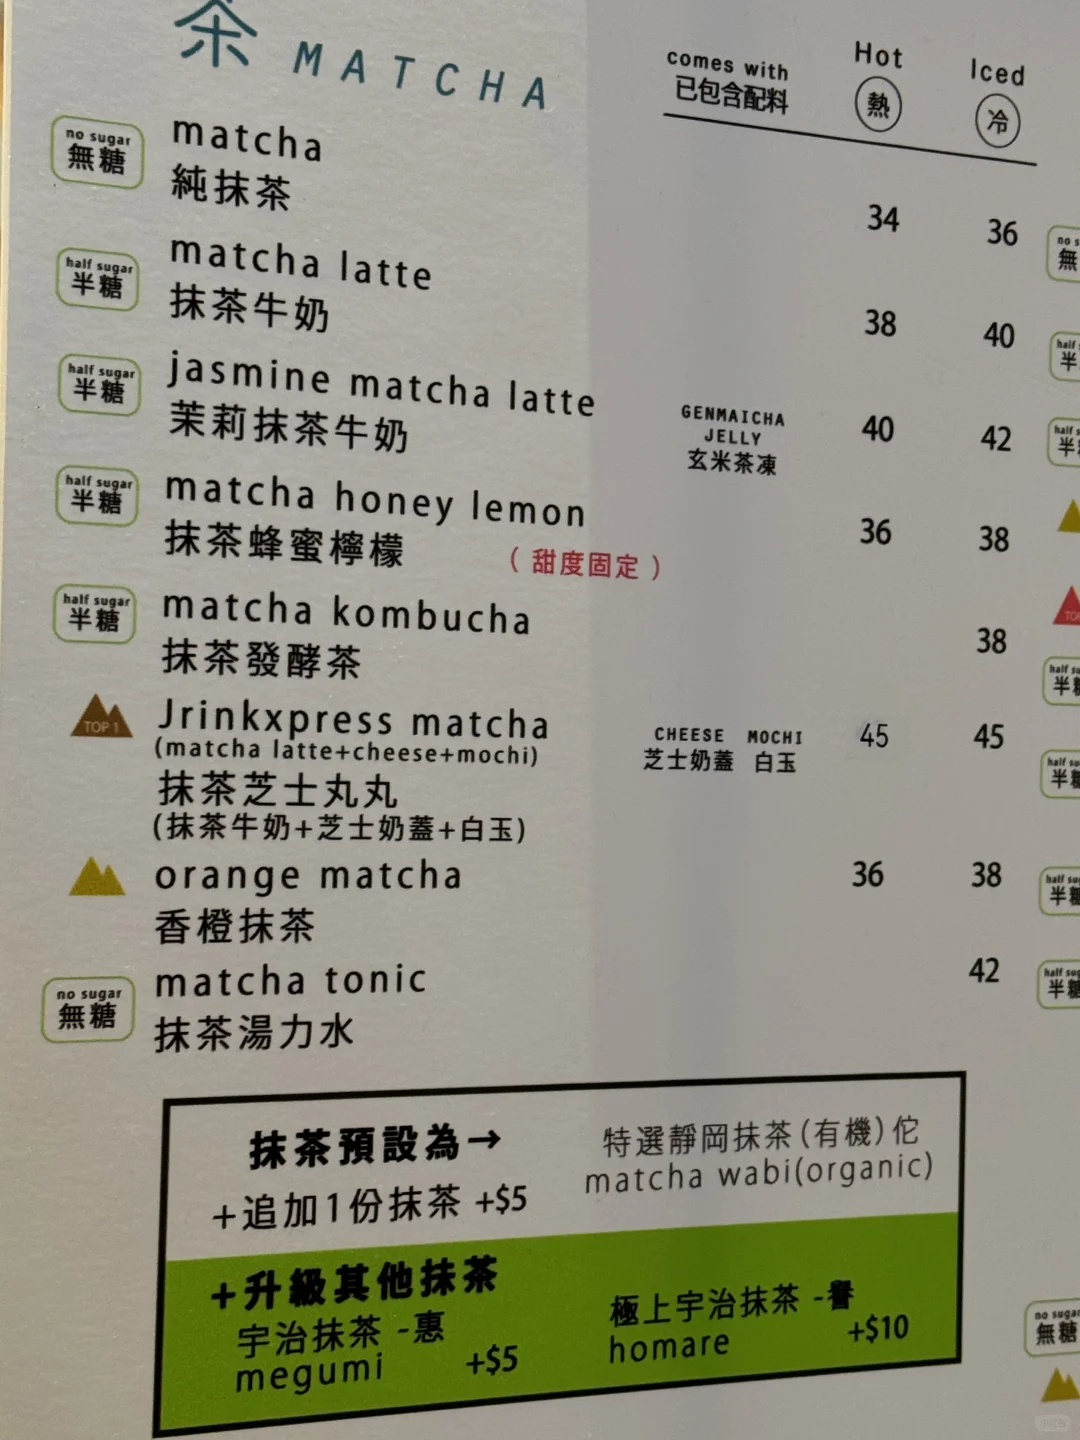 茶 MATCHA
comes with
已包含配料
Hot
熱
Iced
冷
no sugar
無糖
matcha
純抹茶
34 36
half sugar
半糖
matcha latte
抹茶牛奶
38 40
half sugar
半糖
jasmine matcha latte
茉莉抹茶牛奶
GENMAICHA
JELLY
玄米茶凍
40 42
half sugar
半糖
matcha honey lemon
抹茶蜂蜜檸檬 (甜度固定)
36 38
half sugar
半糖
matcha kombucha
抹茶發酵茶
38
TOP 1
Jrinkxpress matcha
(matcha latte+cheese+mochi)
抹茶芝士丸丸
(抹茶牛奶+芝士奶蓋+白玉)
CHEESE MOCHI
芝士奶蓋 白玉
45 45
orange matcha
香橙抹茶
36 38
no sugar
無糖
matcha tonic
抹茶湯力水
42
抹茶預設為→
特選靜岡抹茶(有機)佗
matcha wabi(organic)
+追加1份抹茶 +$5
+升級其他抹茶
宇治抹茶 -惠
megumi +$5
極上宇治抹茶 -譽
homare +$10
no sugar
無糖